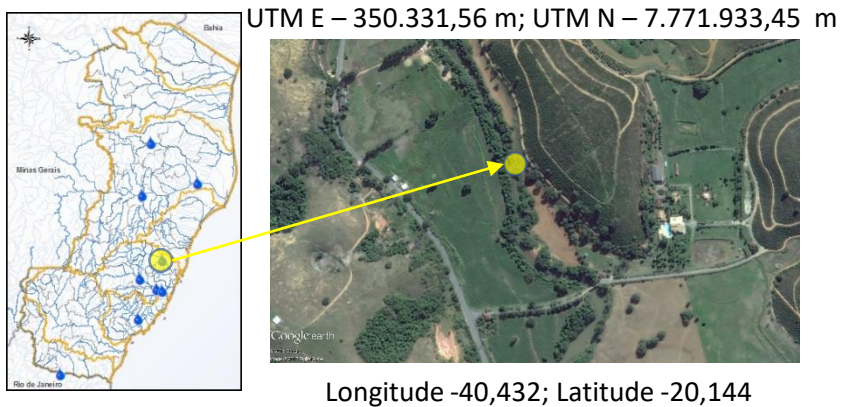 UTM E – 350.331,56 m; UTM N – 7.771.933,45 m
Bahia
Minas Gerais
Rio de Janeiro
Google earth
Longitude -40,432; Latitude -20,144